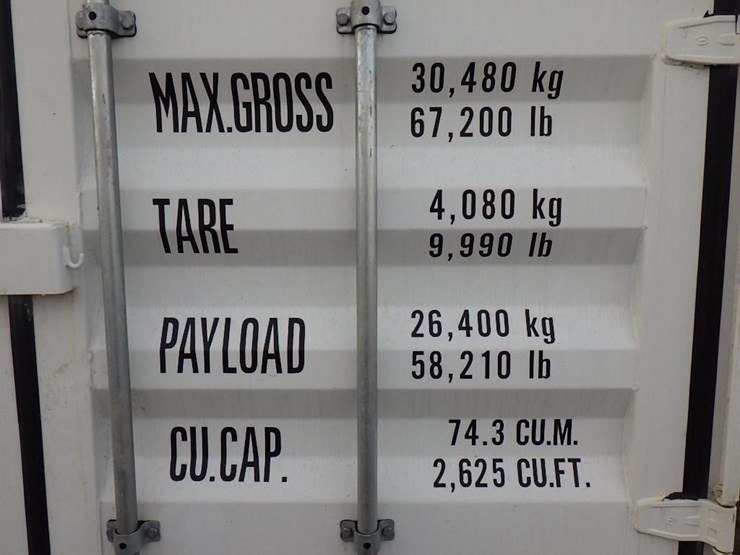 MAX.GROSS 30,480 kg
67,200 lb
TARE 4,080 kg
9,990 lb
PAYLOAD 26,400 kg
58,210 lb
CU.CAP. 74.3 CU.M.
2,625 CU.FT.